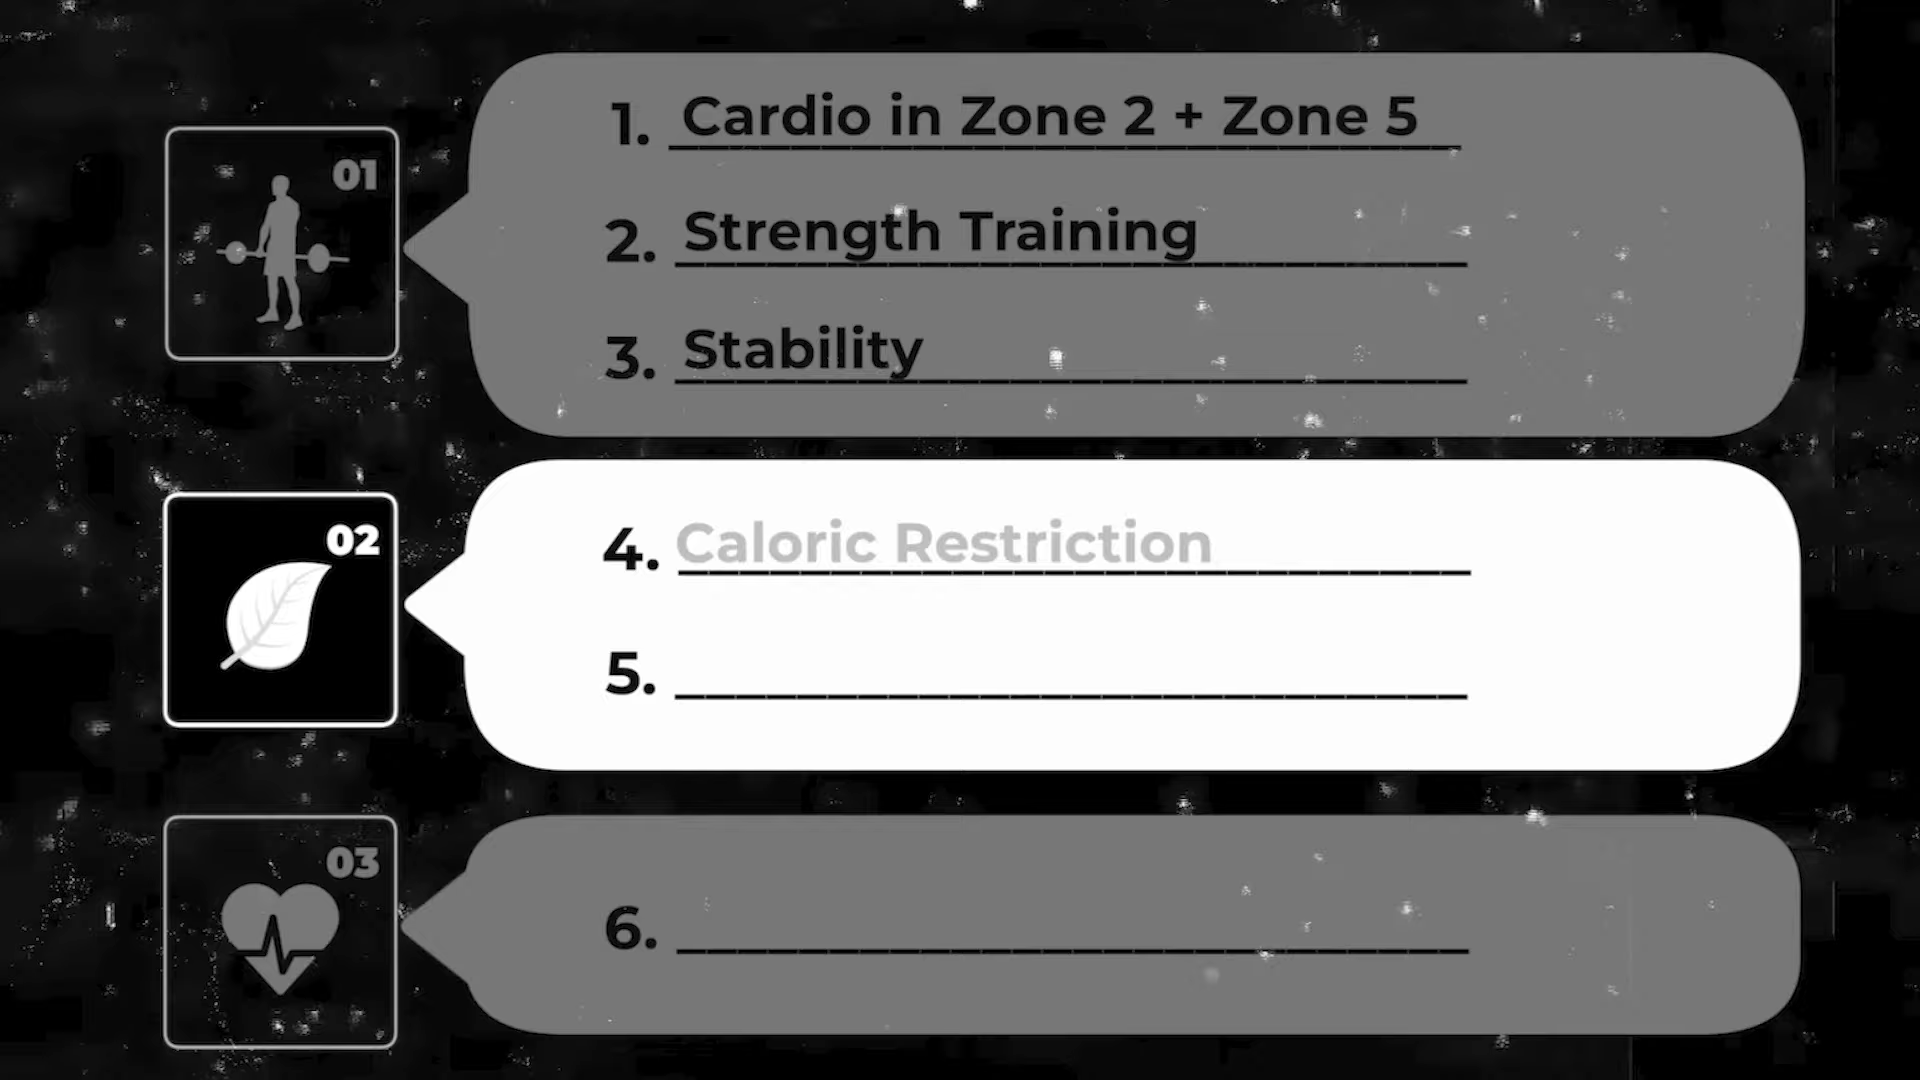 01
1. Cardio in Zone 2 + Zone 5
2. Strength Training
3. Stability
02
4. Caloric Restriction
5.
03
6.